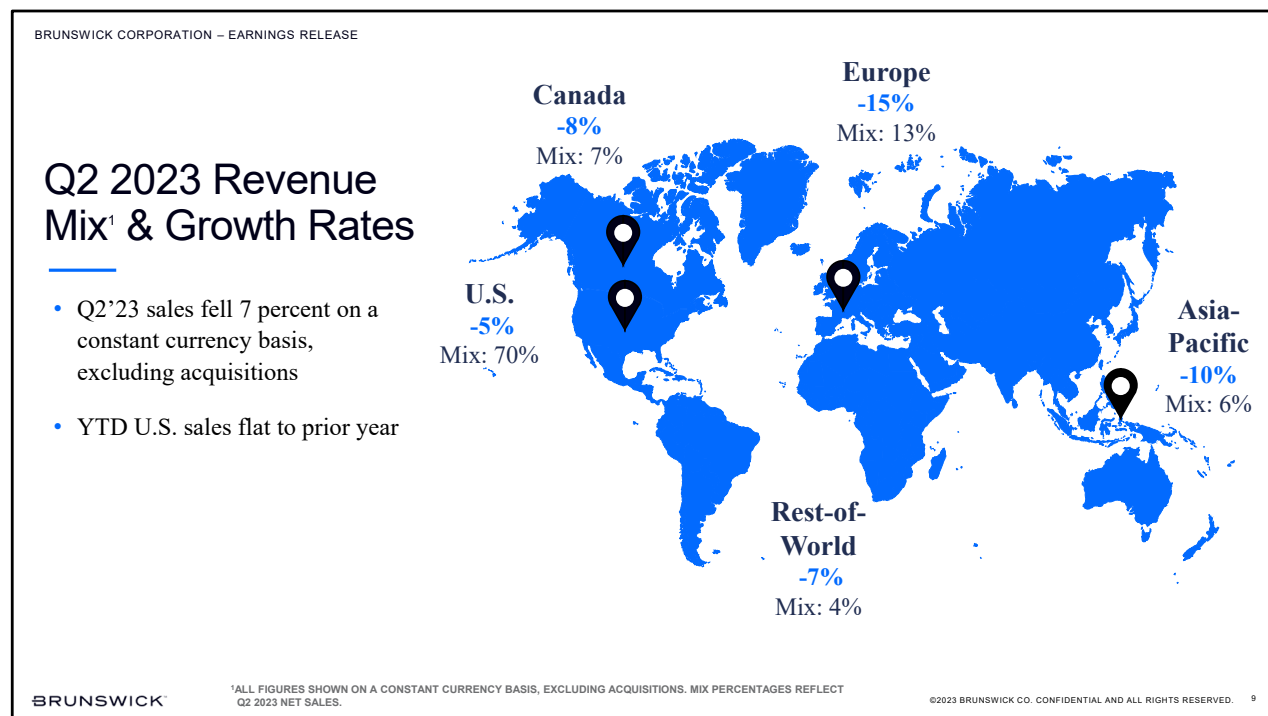 BRUNSWICK CORPORATION – EARNINGS RELEASE
Q2 2023 Revenue
Mix¹ & Growth Rates
• Q2’23 sales fell 7 percent on a
constant currency basis,
excluding acquisitions
• YTD U.S. sales flat to prior year
Canada
-8%
Mix: 7%
Europe
-15%
Mix: 13%
U.S.
-5%
Mix: 70%
Asia-
Pacific
-10%
Mix: 6%
Rest-of-
World
-7%
Mix: 4%
BRUNSWICK™
¹ALL FIGURES SHOWN ON A CONSTANT CURRENCY BASIS, EXCLUDING ACQUISITIONS. MIX PERCENTAGES REFLECT
Q2 2023 NET SALES.
©2023 BRUNSWICK CO. CONFIDENTIAL AND ALL RIGHTS RESERVED. 9